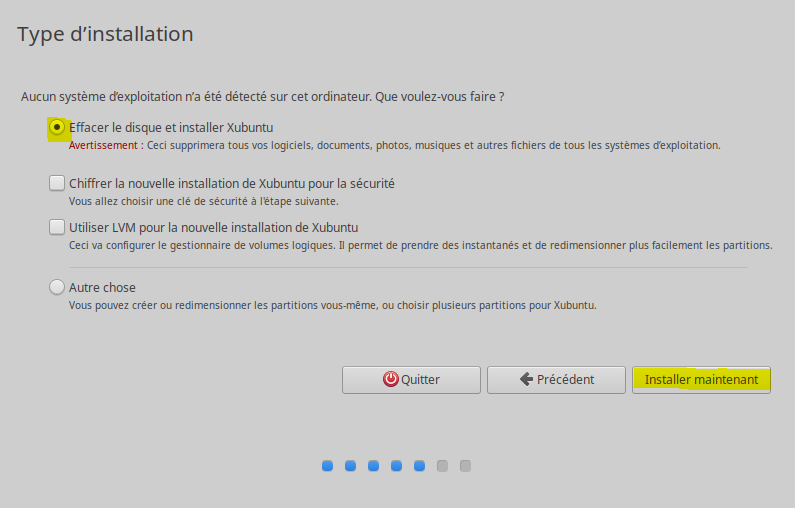 Type d’installation
Aucun système d’exploitation n’a été détecté sur cet ordinateur. Que voulez-vous faire ?
Effacer le disque et installer Xubuntu
Avertissement : Ceci supprimera tous vos logiciels, documents, photos, musiques et autres fichiers de tous les systèmes d’exploitation.
Chiffrer la nouvelle installation de Xubuntu pour la sécurité
Vous allez choisir une clé de sécurité à l'étape suivante.
Utiliser LVM pour la nouvelle installation de Xubuntu
Ceci va configurer le gestionnaire de volumes logiques. Il permet de prendre des instantanés et de redimensionner plus facilement les partitions.
Autre chose
Vous pouvez créer ou redimensionner les partitions vous-même, ou choisir plusieurs partitions pour Xubuntu.
Quitter
Précédent
Installer maintenant